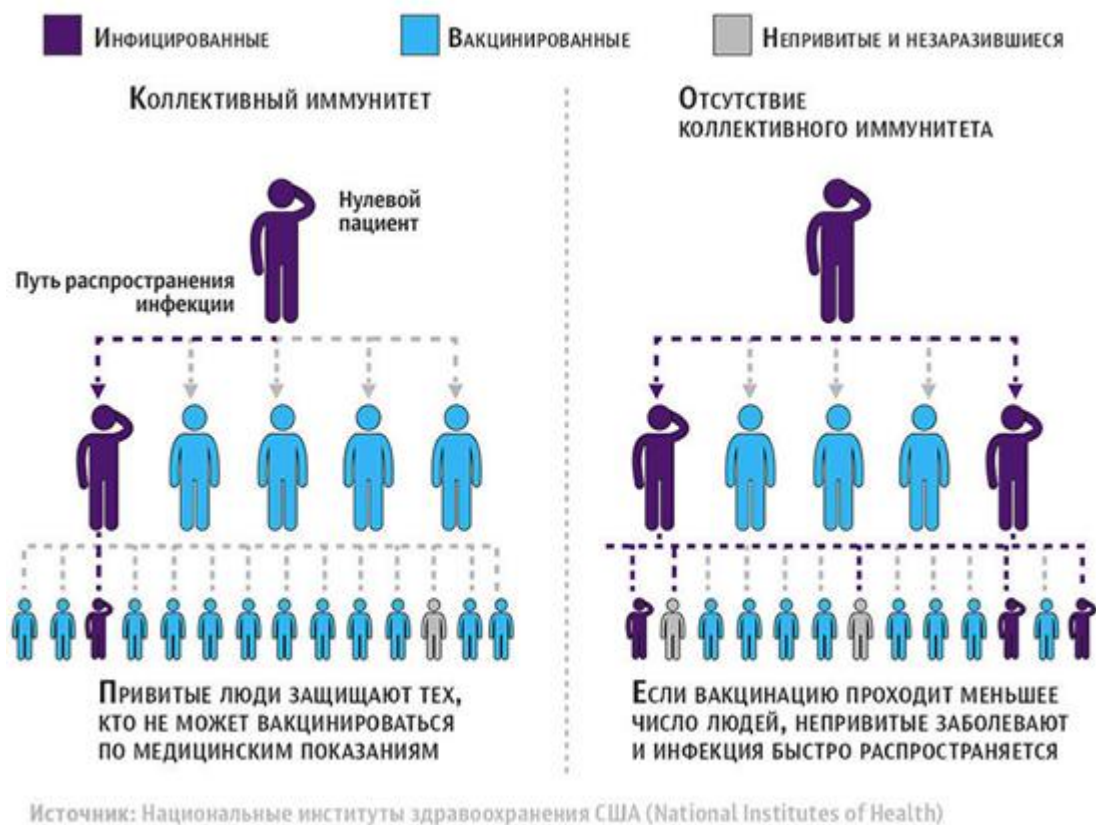 Инфицированные
Вакцинированные
Непривитые и незаразившиеся
Коллективный иммунитет
Отсутствие
коллективного иммунитета
Нулевой
пациент
Путь распространения
инфекции
Привитые люди защищают тех,
кто не может вакцинироваться
по медицинским показаниям
Если вакцинацию проходит меньшее
число людей, непривитые заболевают
и инфекция быстро распространяется
Источник: Национальные институты здравоохранения США (National Institutes of Health)